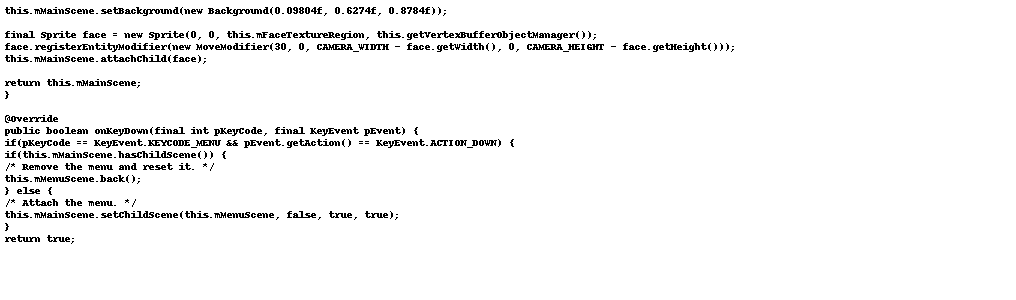 this.mMainScene.setBackground(new Background(0.09804f, 0.6274f, 0.8784f));
final Sprite face = new Sprite(0, 0, this.mFaceTextureRegion, this.getVertexBufferObjectManager());
face.registerEntityModifier(new MoveModifier(30, 0, CAMERA_WIDTH - face.getWidth(), 0, CAMERA_HEIGHT - face.getHeight()));
this.mMainScene.attachChild(face);
return this.mMainScene;
}
@Override
public boolean onKeyDown(final int pKeyCode, final KeyEvent pEvent) {
if(pKeyCode == KeyEvent.KEYCODE_MENU && pEvent.getAction() == KeyEvent.ACTION_DOWN) {
if(this.mMainScene.hasChildScene()) {
/* Remove the menu and reset it. */
this.mMenuScene.back();
} else {
/* Attach the menu. */
this.mMainScene.setChildScene(this.mMenuScene, false, true, true);
}
return true;